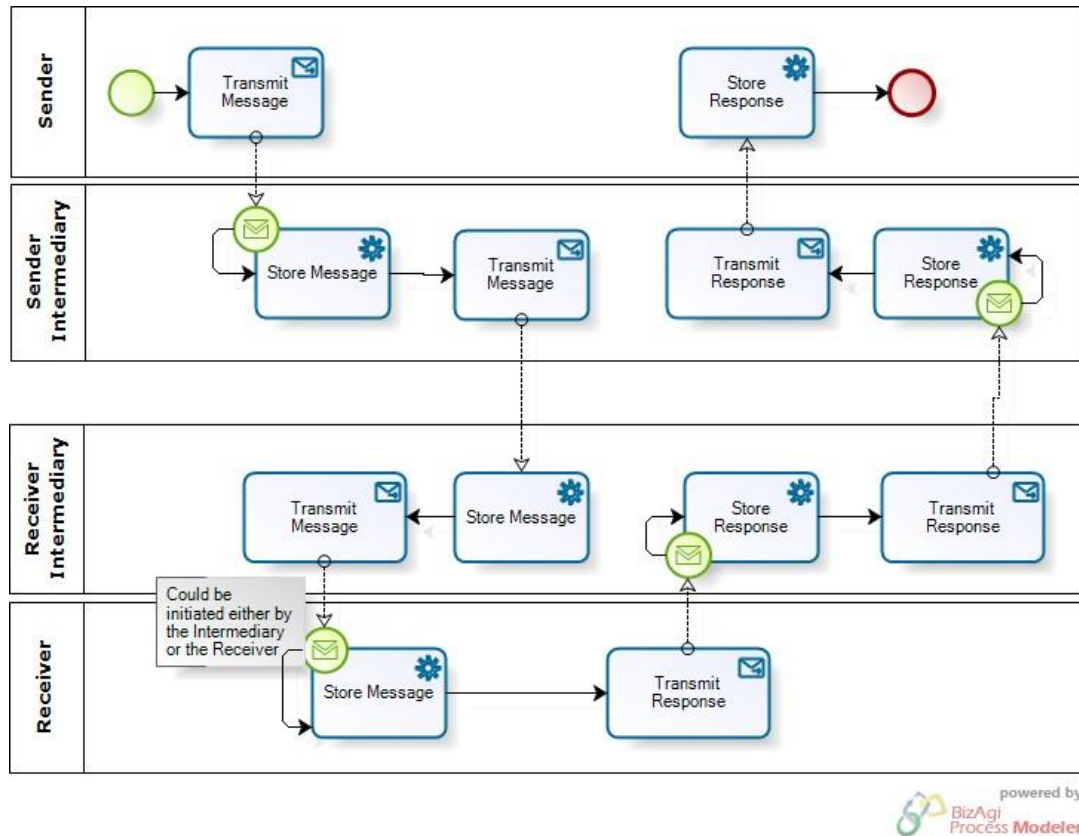 Sender
Transmit
Message
Store
Response
Sender
Intermediary
Store Message
Transmit
Message
Transmit
Response
Store
Response
Receiver
Intermediary
Transmit
Message
Store Message
Store
Response
Transmit
Response
Could be
initiated either by
the Intermediary
or the Receiver
Receiver
Store Message
Transmit
Response
powered by
BizAgi
Process Modeler